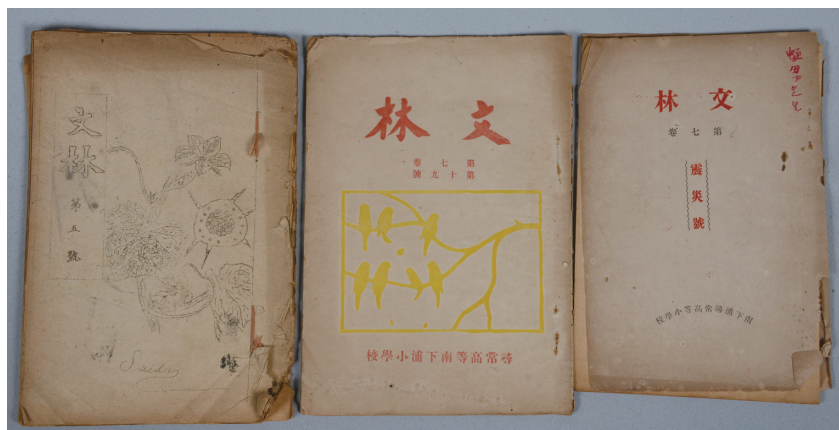 文林
第五號
文林
第七卷
第十九號
尋常高等南下浦小學校
文林
第七卷
震災號
南下浦尋常高等小學校